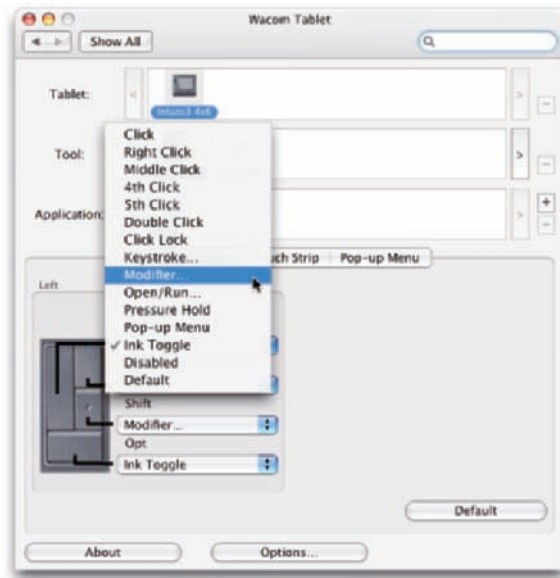 Wacom Tablet
Show All
Tablet:
Intuos3 4x6
Tool:
Application:
Click
Right Click
Middle Click
4th Click
5th Click
Double Click
Click Lock
Keystroke...
Modifier...
Open/Run...
Pressure Hold
Pop-up Menu
Ink Toggle
Disabled
Default
Pop-up Menu
Left
Shift
Modifier...
Opt
Ink Toggle
Default
About
Options...